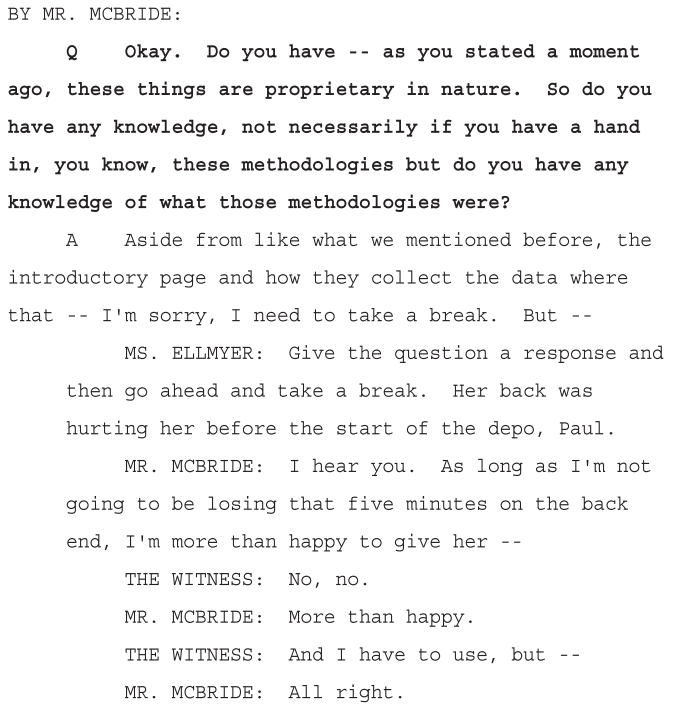 BY MR. MCBRIDE:
Q    Okay.  Do you have -- as you stated a moment
ago, these things are proprietary in nature.  So do you
have any knowledge, not necessarily if you have a hand
in, you know, these methodologies but do you have any
knowledge of what those methodologies were?
A    Aside from like what we mentioned before, the
introductory page and how they collect the data where
that -- I'm sorry, I need to take a break.  But --
MS. ELLMYER:  Give the question a response and
then go ahead and take a break.  Her back was
hurting her before the start of the depo, Paul.
MR. MCBRIDE:  I hear you.  As long as I'm not
going to be losing that five minutes on the back
end, I'm more than happy to give her --
THE WITNESS:  No, no.
MR. MCBRIDE:  More than happy.
THE WITNESS:  And I have to use, but --
MR. MCBRIDE:  All right.